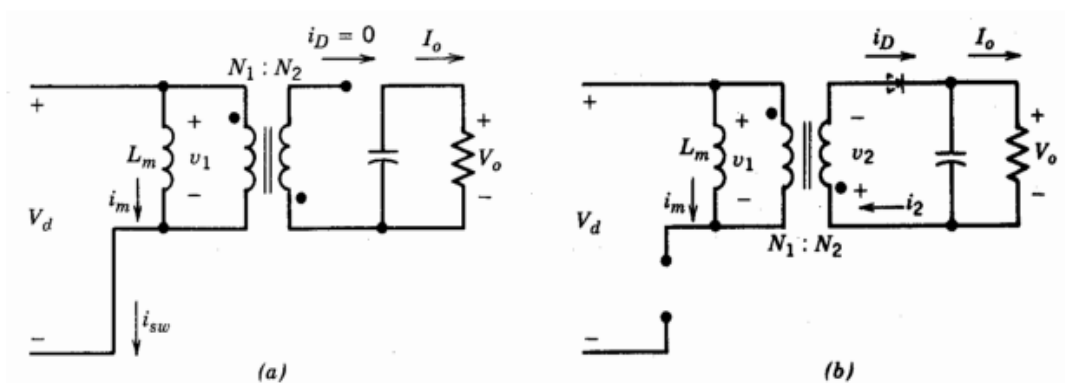 i_D = 0
I_o
N_1 : N_2
+
+
L_m
v_1
+
V_o
−
−
i_m
V_d
i_sw
−
(a)
i_D
I_o
+
+
−
+
L_m
v_1
v_2
V_o
−
+
−
i_m
i_2
V_d
N_1 : N_2
−
(b)